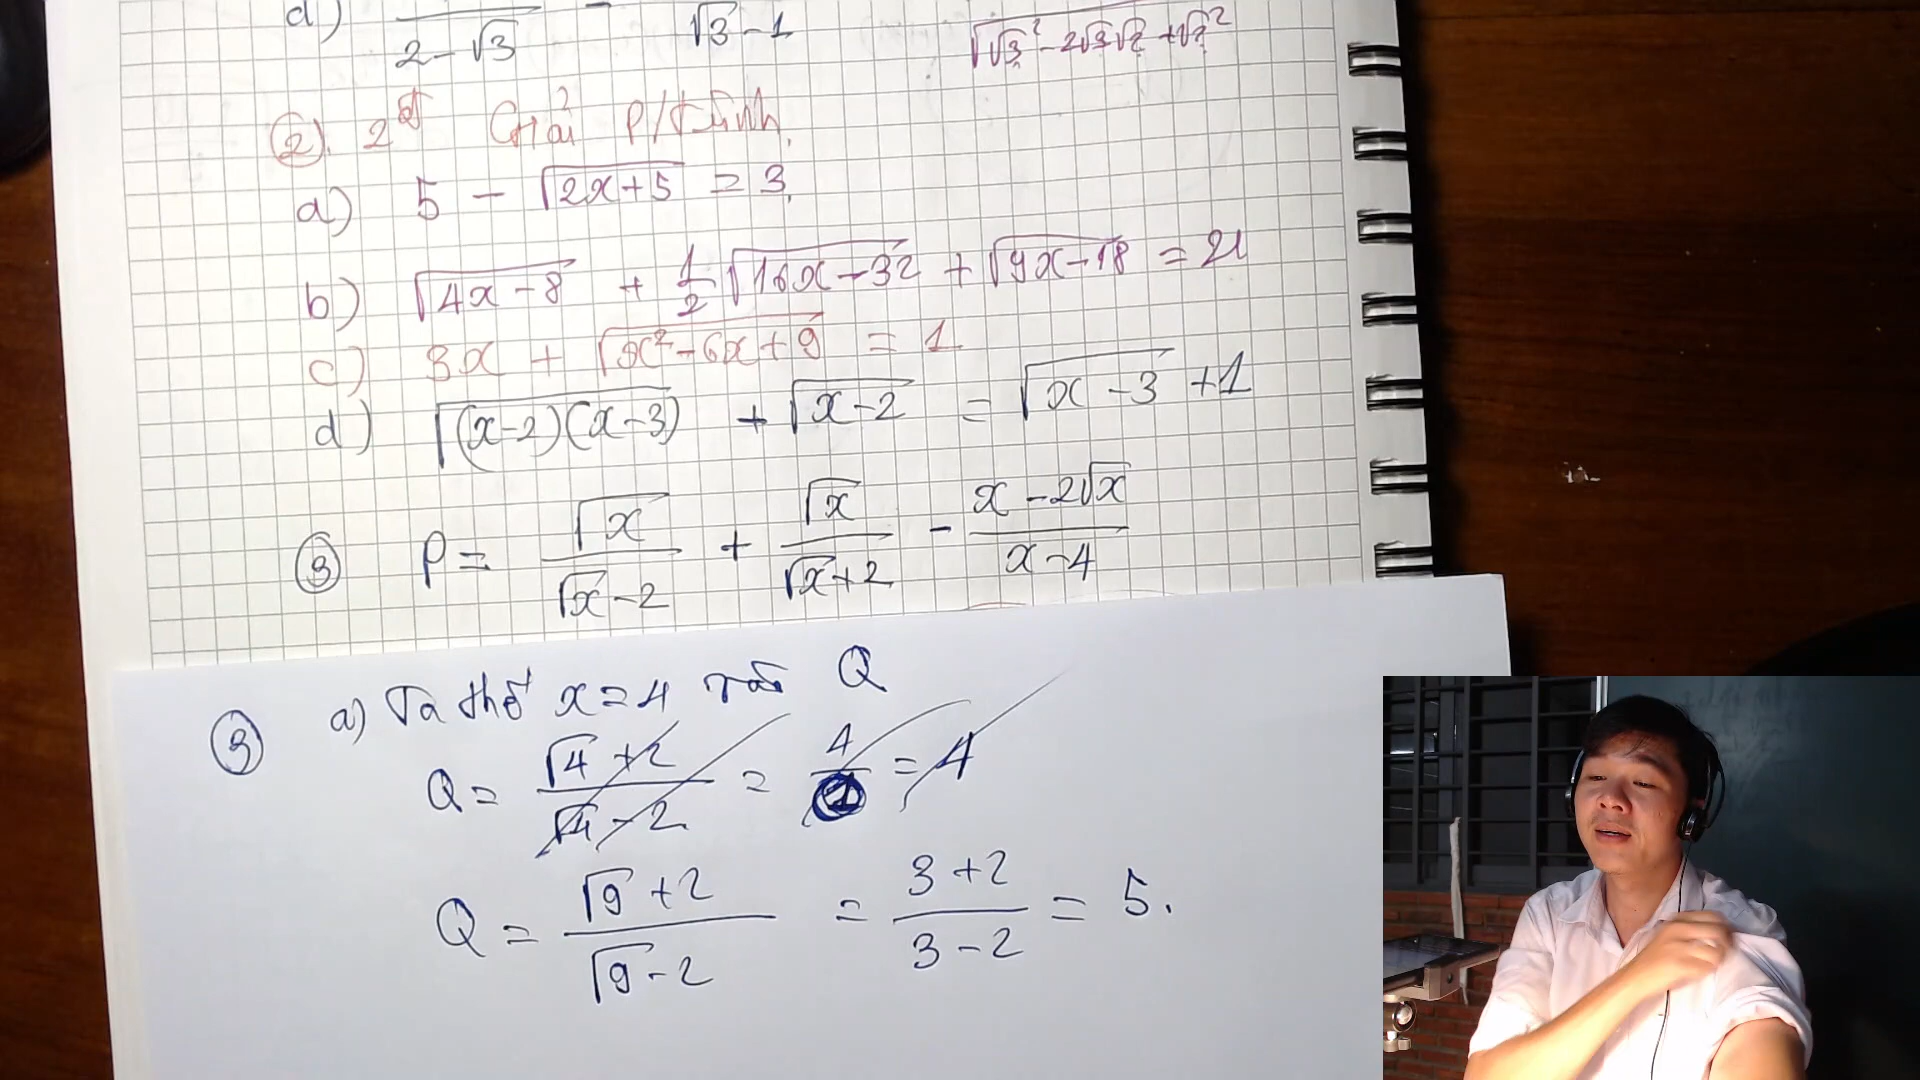 d) 2-√3 - √3-1 √(√3² - 2√3√2 + √2²)
②. 2đ Giải p/trình.
a) 5 - √(2x+5) = 3.
b) √(4x-8) + 1/2 √(16x-32) + √(9x-18) = 21
c) 3x + √(9x²-6x+9) = 1
d) √((x-2)(x-3)) + √(x-2) = √(x-3) + 1
③ P = √x/(√x-2) + √x/(√x+2) - (x-2√x)/(x-4)
③ a) Ta thế x=4 vào Q
Q = (√4+2)/(√4-2) = 4/ = 4
Q = (√9+2)/(√9-2) = (3+2)/(3-2) = 5.